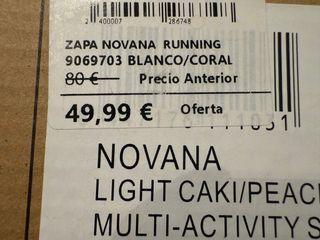 2 400007 286748
ZAPA NOVANA RUNNING
9069703 BLANCO/CORAL
80 € Precio Anterior
49,99 € Oferta
NOVANA
LIGHT CAKI/PEAC
MULTI-ACTIVITY S